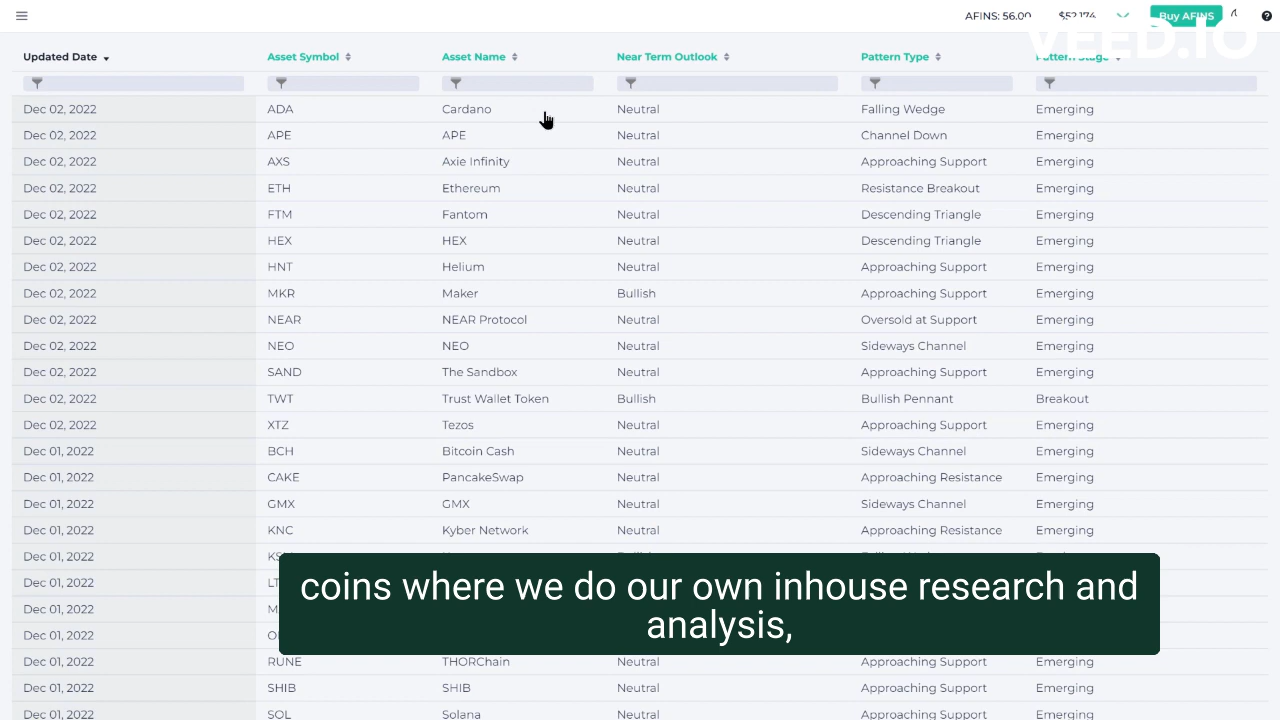 AFINS: 56.00 Buy AFINS
VEED.IO
Updated Date Asset Symbol Asset Name Near Term Outlook Pattern Type Pattern Stage
Dec 02, 2022 ADA Cardano Neutral Falling Wedge Emerging
Dec 02, 2022 APE APE Neutral Channel Down Emerging
Dec 02, 2022 AXS Axie Infinity Neutral Approaching Support Emerging
Dec 02, 2022 ETH Ethereum Neutral Resistance Breakout Emerging
Dec 02, 2022 FTM Fantom Neutral Descending Triangle Emerging
Dec 02, 2022 HEX HEX Neutral Descending Triangle Emerging
Dec 02, 2022 HNT Helium Neutral Approaching Support Emerging
Dec 02, 2022 MKR Maker Bullish Approaching Support Emerging
Dec 02, 2022 NEAR NEAR Protocol Neutral Oversold at Support Emerging
Dec 02, 2022 NEO NEO Neutral Sideways Channel Emerging
Dec 02, 2022 SAND The Sandbox Neutral Approaching Support Emerging
Dec 02, 2022 TWT Trust Wallet Token Bullish Bullish Pennant Breakout
Dec 02, 2022 XTZ Tezos Neutral Approaching Support Emerging
Dec 01, 2022 BCH Bitcoin Cash Neutral Sideways Channel Emerging
Dec 01, 2022 CAKE PancakeSwap Neutral Approaching Resistance Emerging
Dec 01, 2022 GMX GMX Neutral Sideways Channel Emerging
Dec 01, 2022 KNC Kyber Network Neutral Approaching Resistance Emerging
Dec 01, 2022
Dec 01, 2022
Dec 01, 2022
Dec 01, 2022
coins where we do our own inhouse research and
analysis,
Dec 01, 2022 RUNE THORChain Neutral Approaching Support Emerging
Dec 01, 2022 SHIB SHIB Neutral Approaching Support Emerging
Dec 01, 2022 SOL Solana Neutral Approaching Support Emerging